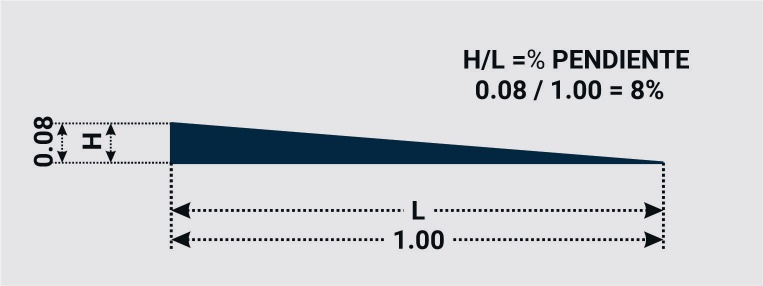 H/L =% PENDIENTE
0.08 / 1.00 = 8%
0.08
H
L
1.00